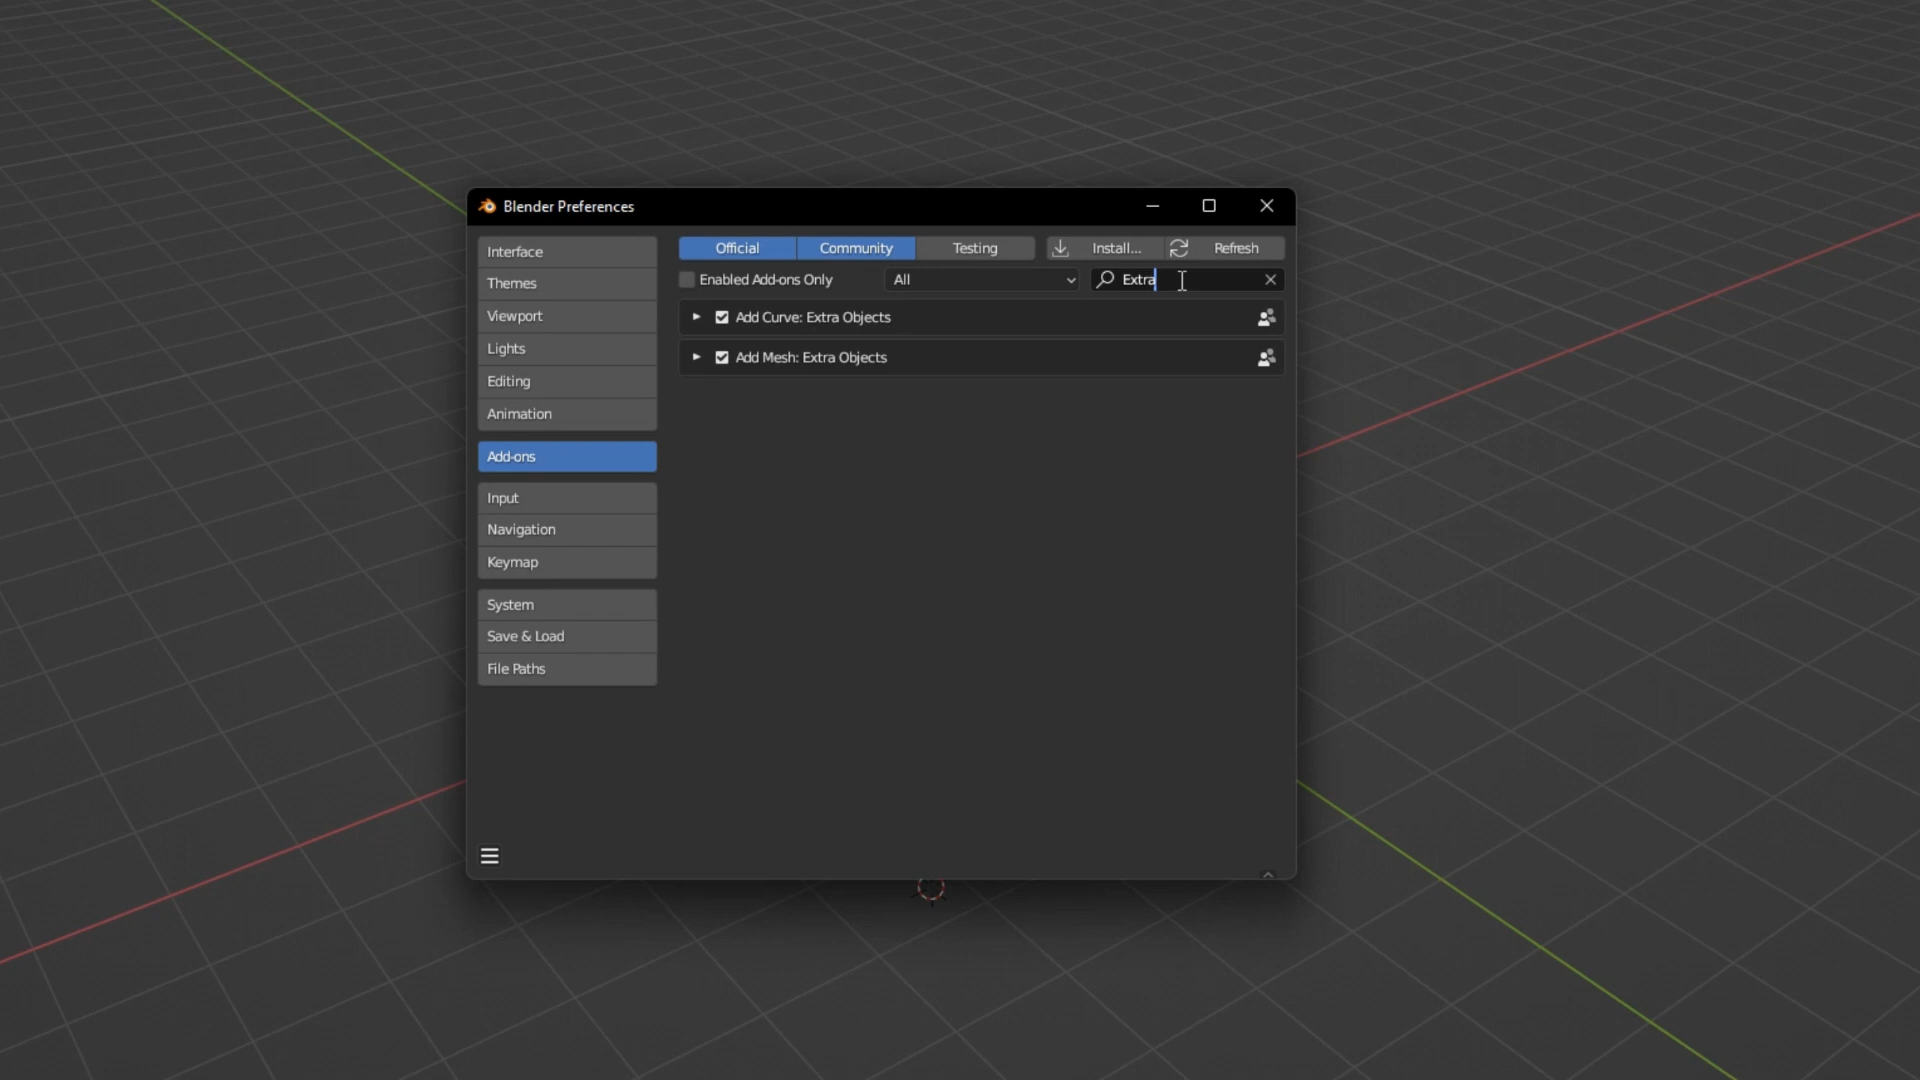 Blender Preferences
Interface
Themes
Viewport
Lights
Editing
Animation
Add-ons
Input
Navigation
Keymap
System
Save & Load
File Paths
Official Community Testing Install... Refresh
Enabled Add-ons Only All Extra
Add Curve: Extra Objects
Add Mesh: Extra Objects